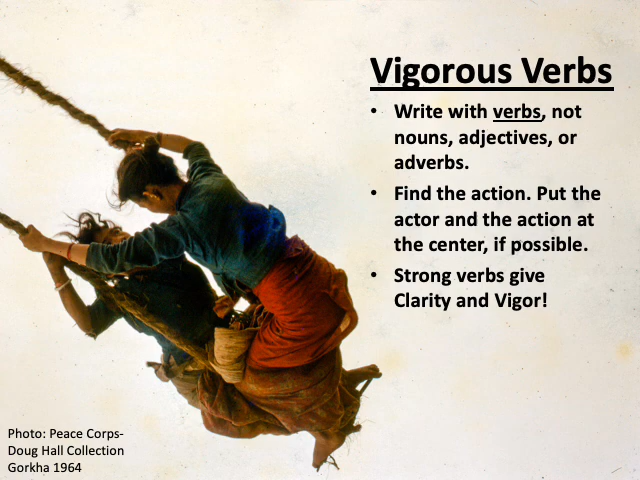 Vigorous Verbs
• Write with verbs, not
nouns, adjectives, or
adverbs.
• Find the action. Put the
actor and the action at
the center, if possible.
• Strong verbs give
Clarity and Vigor!
Photo: Peace Corps-
Doug Hall Collection
Gorkha 1964